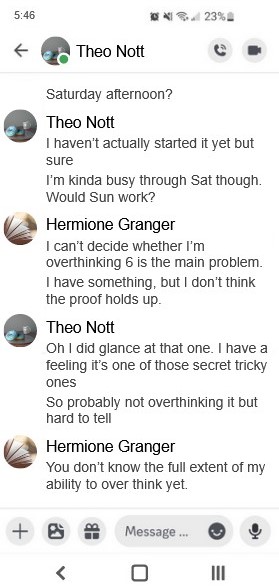 5:46
23%
Theo Nott
Saturday afternoon?
Theo Nott
I haven't actually started it yet but
sure
I'm kinda busy through Sat though.
Would Sun work?
Hermione Granger
I can't decide whether I'm
overthinking 6 is the main problem.
I have something, but I don't think
the proof holds up.
Theo Nott
Oh I did glance at that one. I have a
feeling it's one of those secret tricky
ones
So probably not overthinking it but
hard to tell
Hermione Granger
You don't know the full extent of my
ability to over think yet.
Message ...